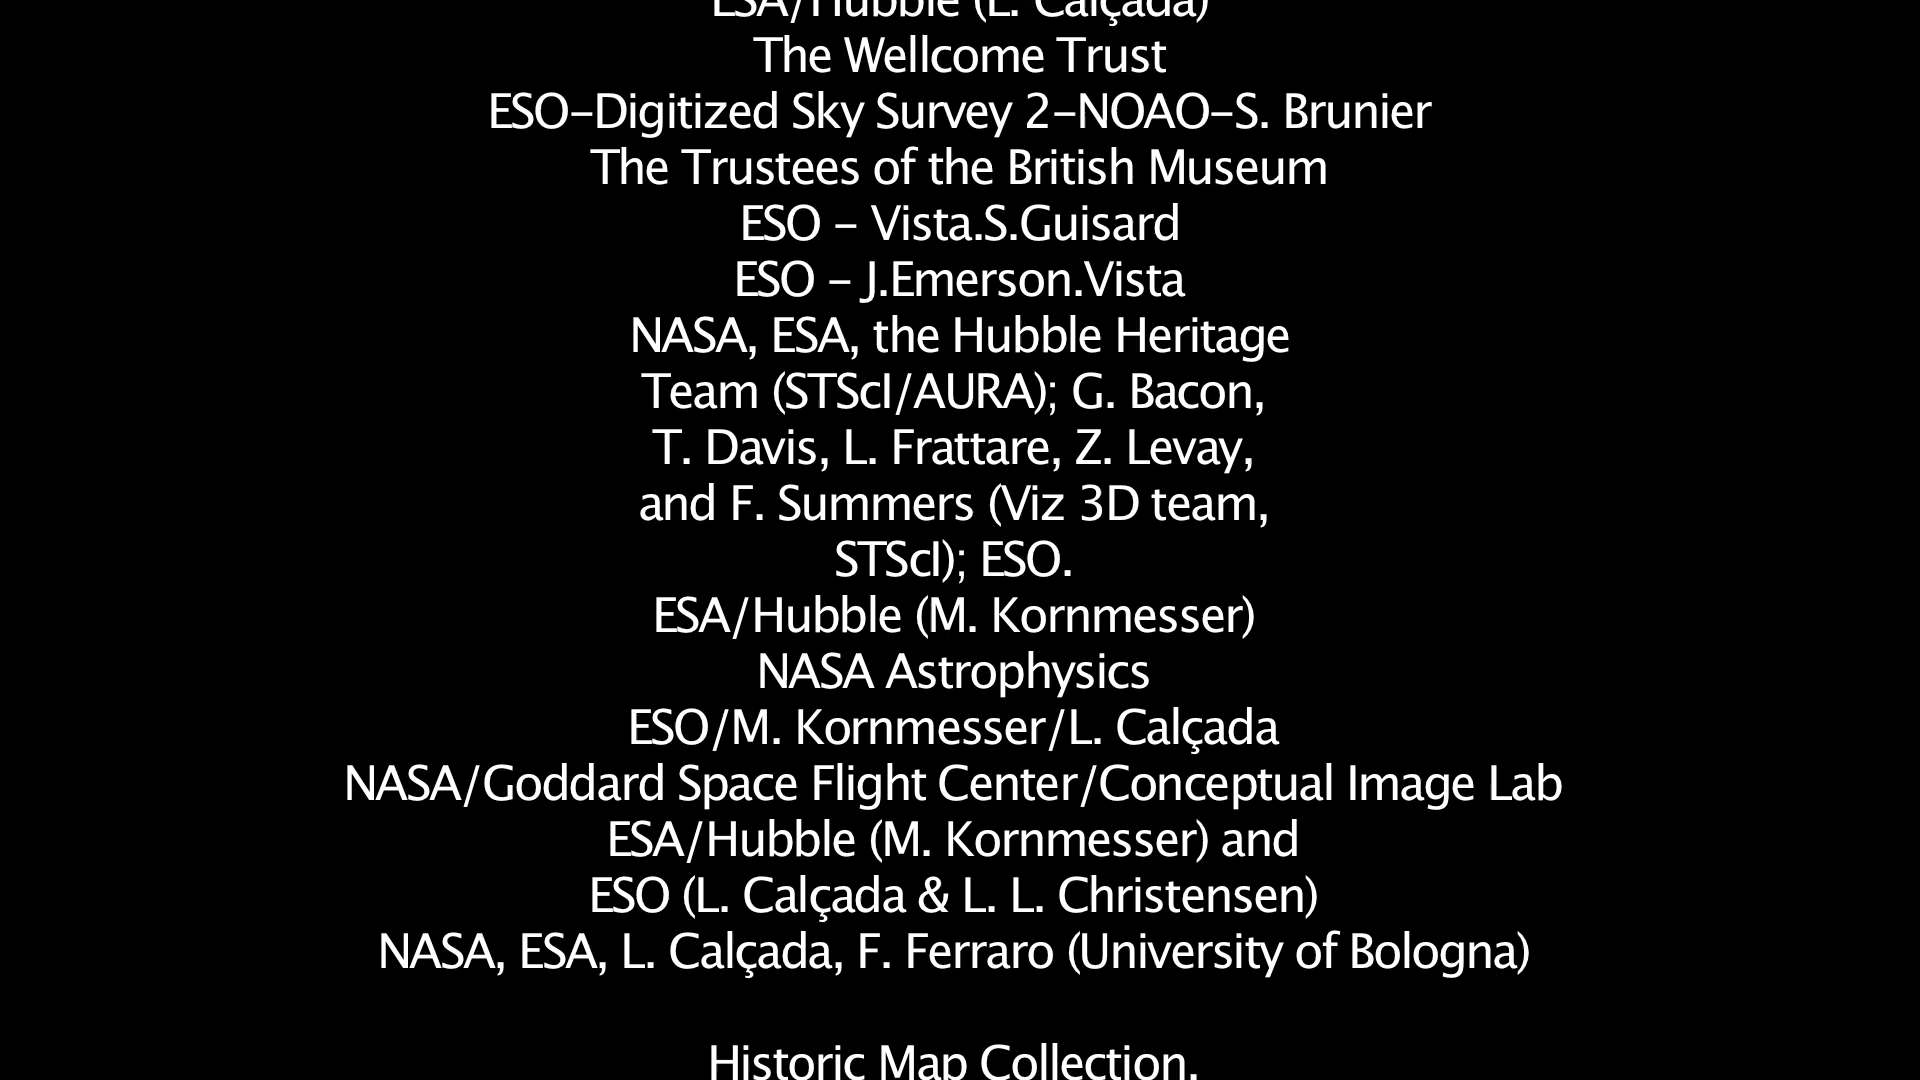 ESA/Hubble (L. Calçada)
The Wellcome Trust
ESO-Digitized Sky Survey 2-NOAO-S. Brunier
The Trustees of the British Museum
ESO - Vista.S.Guisard
ESO - J.Emerson.Vista
NASA, ESA, the Hubble Heritage
Team (STScI/AURA); G. Bacon,
T. Davis, L. Frattare, Z. Levay,
and F. Summers (Viz 3D team,
STScI); ESO.
ESA/Hubble (M. Kornmesser)
NASA Astrophysics
ESO/M. Kornmesser/L. Calçada
NASA/Goddard Space Flight Center/Conceptual Image Lab
ESA/Hubble (M. Kornmesser) and
ESO (L. Calçada & L. L. Christensen)
NASA, ESA, L. Calçada, F. Ferraro (University of Bologna)
Historic Map Collection.